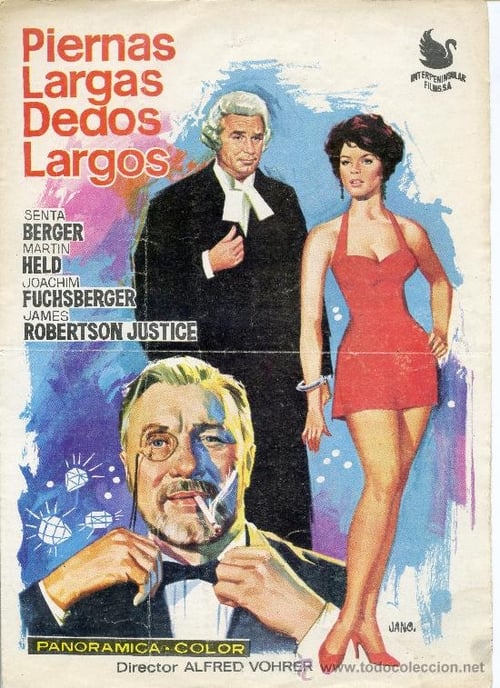 Piernas
Largas
Dedos
Largos
INTERPENINSULAR
FILMS.S.A
SENTA
BERGER
MARTIN
HELD
JOACHIM
FUCHSBERGER
JAMES
ROBERTSON JUSTICE
JANO.
PANORAMICA·COLOR
Director ALFRED VOHRER
www.todocoleccion.net